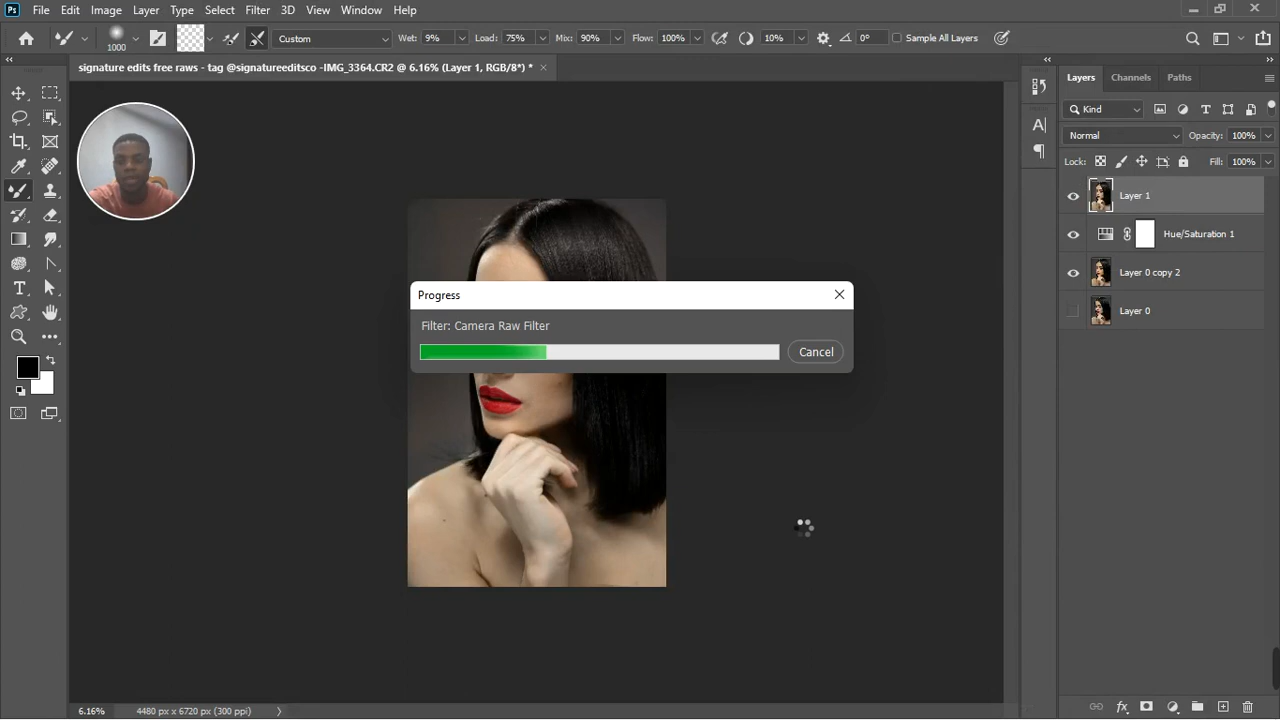 Ps File Edit Image Layer Type Select Filter 3D View Window Help
1000 Custom Wet: 9% Load: 75% Mix: 90% Flow: 100% 10% 0° Sample All Layers
signature edits free raws - tag @signatureeditsco -IMG_3364.CR2 @ 6.16% (Layer 1, RGB/8*) *
Layers Channels Paths
Kind
Normal Opacity: 100%
Lock: Fill: 100%
Layer 1
Hue/Saturation 1
Layer 0 copy 2
Layer 0
Progress
Filter: Camera Raw Filter
Cancel
6.16% 4480 px x 6720 px (300 ppi)